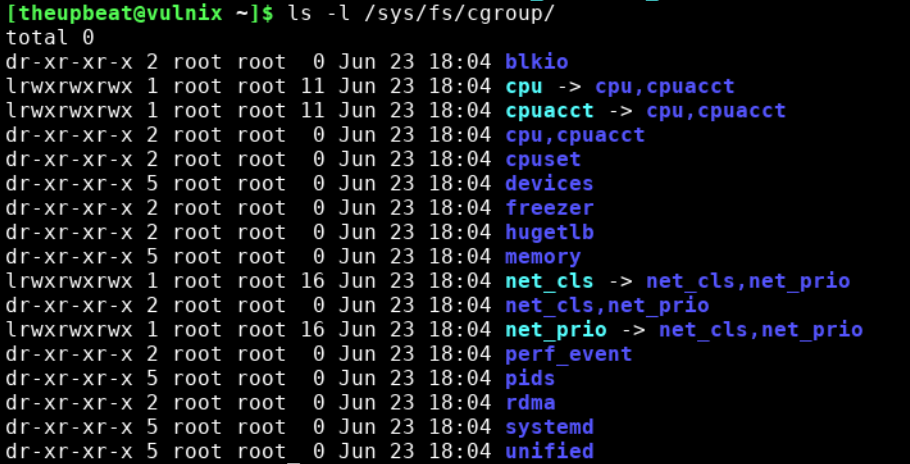 [theupbeat@vulnix ~]$ ls -l /sys/fs/cgroup/
total 0
dr-xr-xr-x 2 root root  0 Jun 23 18:04 blkio
lrwxrwxrwx 1 root root 11 Jun 23 18:04 cpu -> cpu,cpuacct
lrwxrwxrwx 1 root root 11 Jun 23 18:04 cpuacct -> cpu,cpuacct
dr-xr-xr-x 2 root root  0 Jun 23 18:04 cpu,cpuacct
dr-xr-xr-x 2 root root  0 Jun 23 18:04 cpuset
dr-xr-xr-x 5 root root  0 Jun 23 18:04 devices
dr-xr-xr-x 2 root root  0 Jun 23 18:04 freezer
dr-xr-xr-x 2 root root  0 Jun 23 18:04 hugetlb
dr-xr-xr-x 5 root root  0 Jun 23 18:04 memory
lrwxrwxrwx 1 root root 16 Jun 23 18:04 net_cls -> net_cls,net_prio
dr-xr-xr-x 2 root root  0 Jun 23 18:04 net_cls,net_prio
lrwxrwxrwx 1 root root 16 Jun 23 18:04 net_prio -> net_cls,net_prio
dr-xr-xr-x 2 root root  0 Jun 23 18:04 perf_event
dr-xr-xr-x 5 root root  0 Jun 23 18:04 pids
dr-xr-xr-x 2 root root  0 Jun 23 18:04 rdma
dr-xr-xr-x 5 root root  0 Jun 23 18:04 systemd
dr-xr-xr-x 5 root root  0 Jun 23 18:04 unified